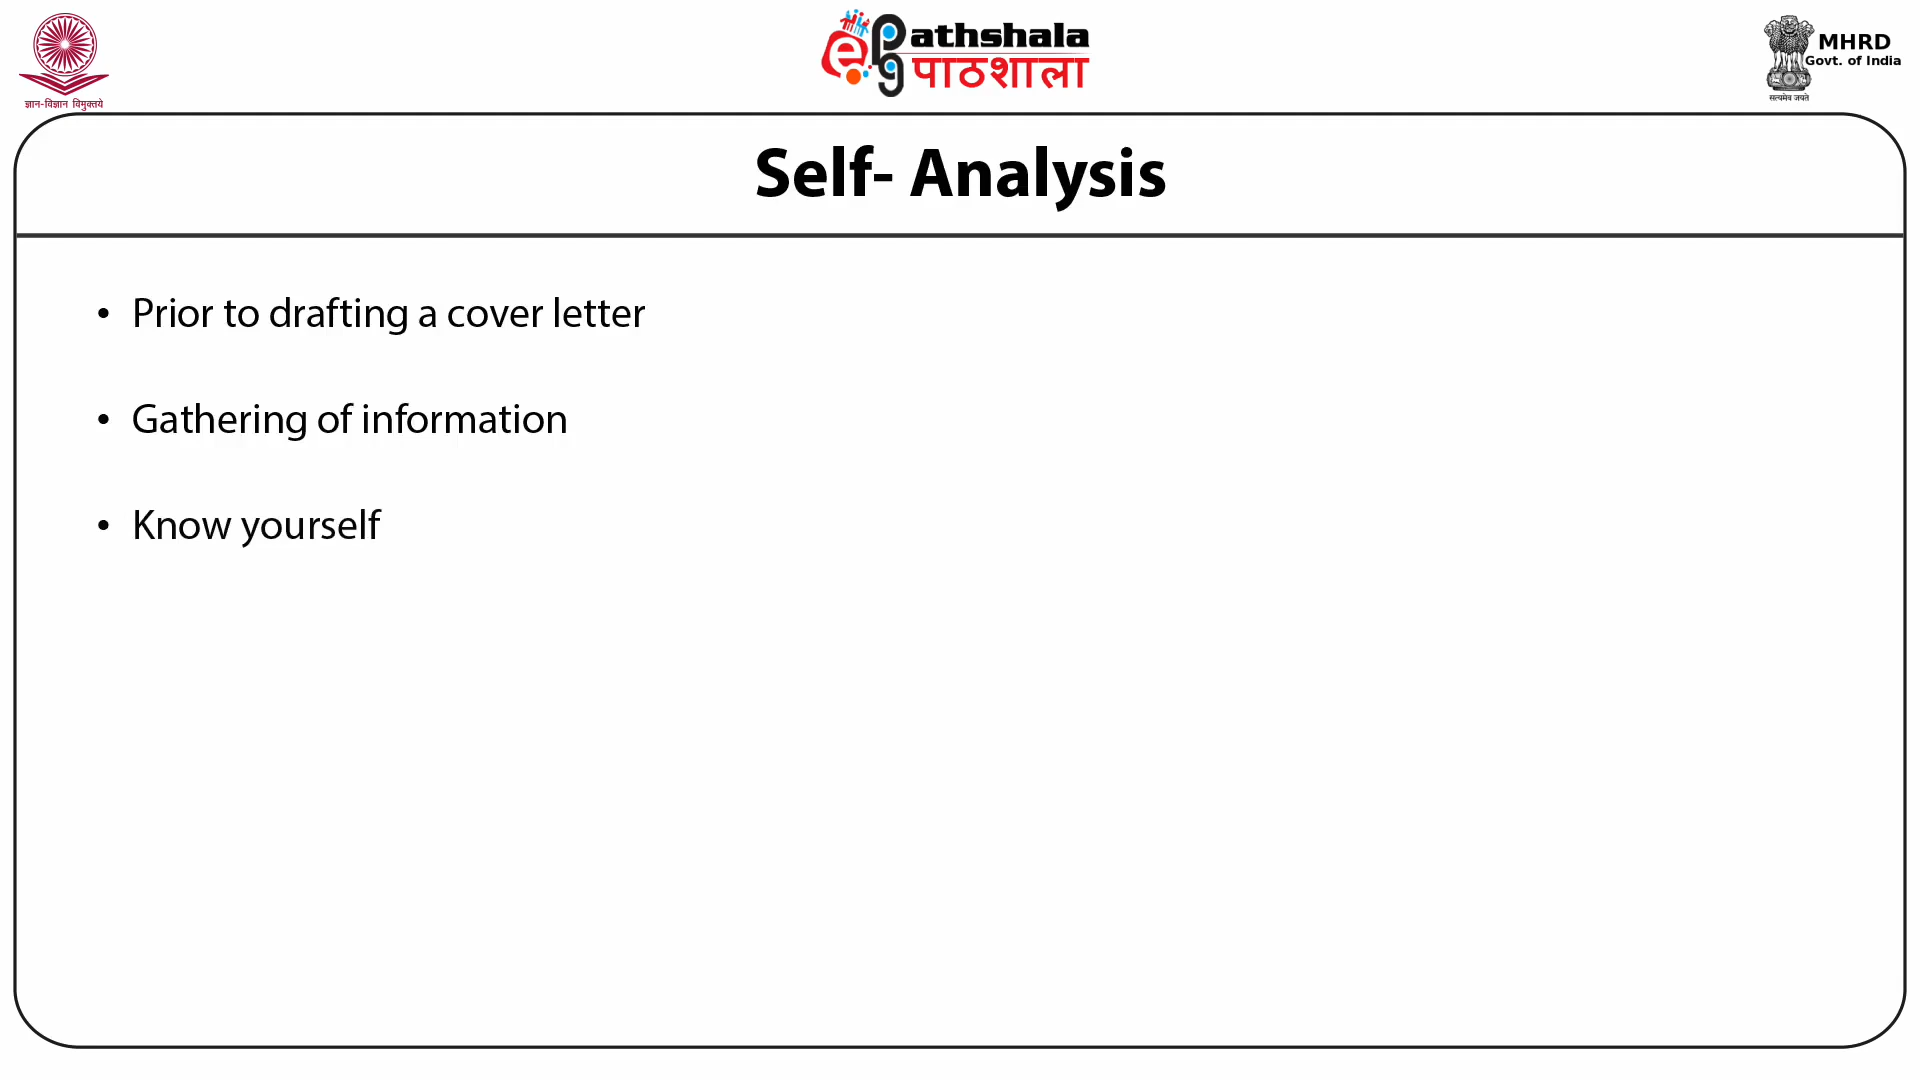 ज्ञान-विज्ञान विमुक्तये
e pg athshala
पाठशाला
MHRD
Govt. of India
सत्यमेव जयते
Self- Analysis
• Prior to drafting a cover letter
• Gathering of information
• Know yourself